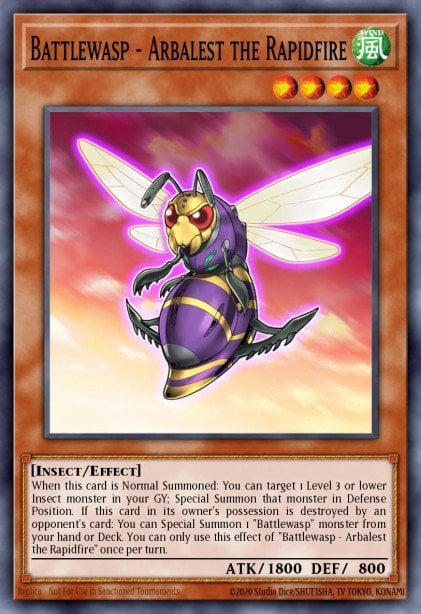 Battlewasp - Arbalest the Rapidfire
WIND
風
[Insect/Effect]
When this card is Normal Summoned: You can target 1 Level 3 or lower
Insect monster in your GY; Special Summon that monster in Defense
Position. If this card in its owner's possession is destroyed by an
opponent's card: You can Special Summon 1 "Battlewasp" monster from
your hand or Deck. You can only use this effect of "Battlewasp - Arbalest
the Rapidfire" once per turn.
ATK/1800 DEF/ 800
Replica - Not For Use in Sanctioned Tournaments
©2020 Studio Dice/SHUEISHA, TV TOKYO, KONAMI